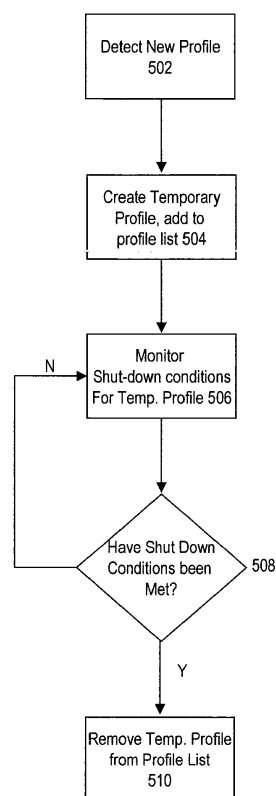 Detect New Profile
502
Create Temporary
Profile, add to
profile list 504
N
Monitor
Shut-down conditions
For Temp. Profile 506
Have Shut Down
Conditions been
Met?
508
Y
Remove Temp. Profile
from Profile List
510